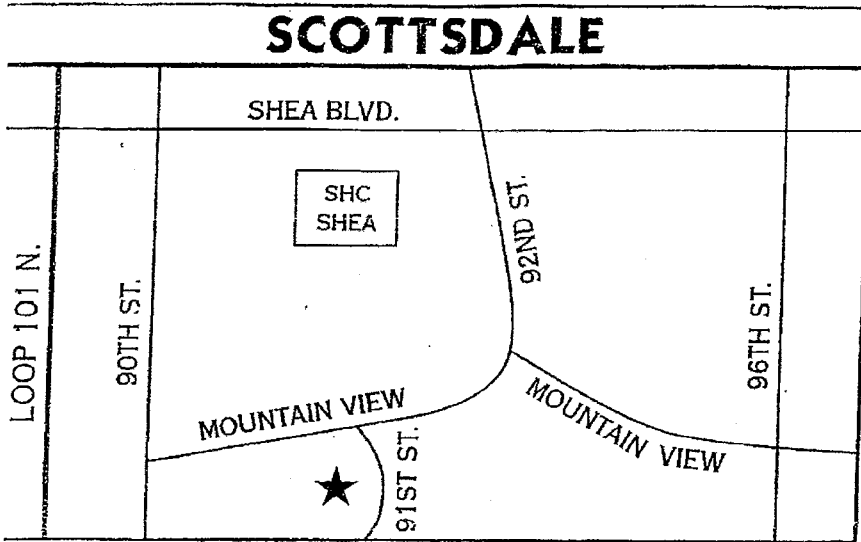 SCOTTSDALE
SHEA BLVD.
SHC
SHEA
92ND ST.
LOOP 101 N.
90TH ST.
96TH ST.
MOUNTAIN VIEW
MOUNTAIN VIEW
91ST ST.